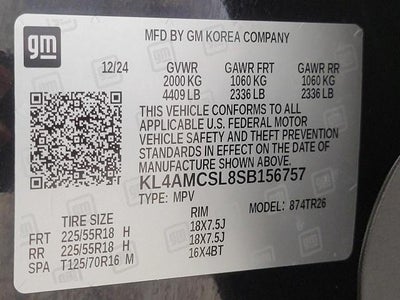 gm
MFD BY GM KOREA COMPANY
12/24 GVWR GAWR FRT GAWR RR
2000 KG 1060 KG 1060 KG
4409 LB 2336 LB 2336 LB
THIS VEHICLE CONFORMS TO ALL
APPLICABLE U.S. FEDERAL MOTOR
VEHICLE SAFETY AND THEFT PREVENTION
STANDARDS IN EFFECT ON THE DATE OF
MANUFACTURE SHOWN ABOVE.
KL4AMCSL8SB156757
TYPE: MPV MODEL: 874TR26
TIRE SIZE RIM
FRT 225/55R18 H 18X7.5J
RR 225/55R18 H 18X7.5J
SPA T125/70R16 M 16X4BT